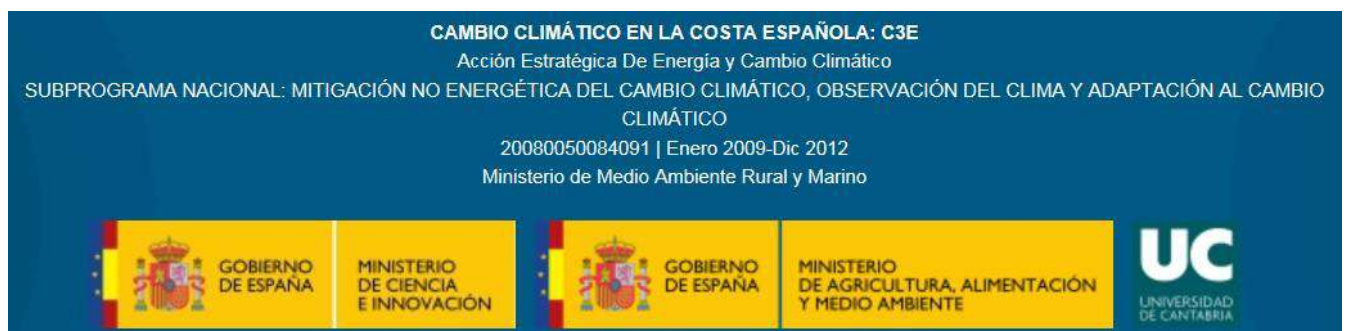 CAMBIO CLIMÁTICO EN LA COSTA ESPAÑOLA: C3E
Acción Estratégica De Energía y Cambio Climático
SUBPROGRAMA NACIONAL: MITIGACIÓN NO ENERGÉTICA DEL CAMBIO CLIMÁTICO, OBSERVACIÓN DEL CLIMA Y ADAPTACIÓN AL CAMBIO
CLIMÁTICO
20080050084091 | Enero 2009-Dic 2012
Ministerio de Medio Ambiente Rural y Marino
GOBIERNO
DE ESPAÑA
MINISTERIO
DE CIENCIA
E INNOVACIÓN
GOBIERNO
DE ESPAÑA
MINISTERIO
DE AGRICULTURA, ALIMENTACIÓN
Y MEDIO AMBIENTE
UC
UNIVERSIDAD
DE CANTABRIA